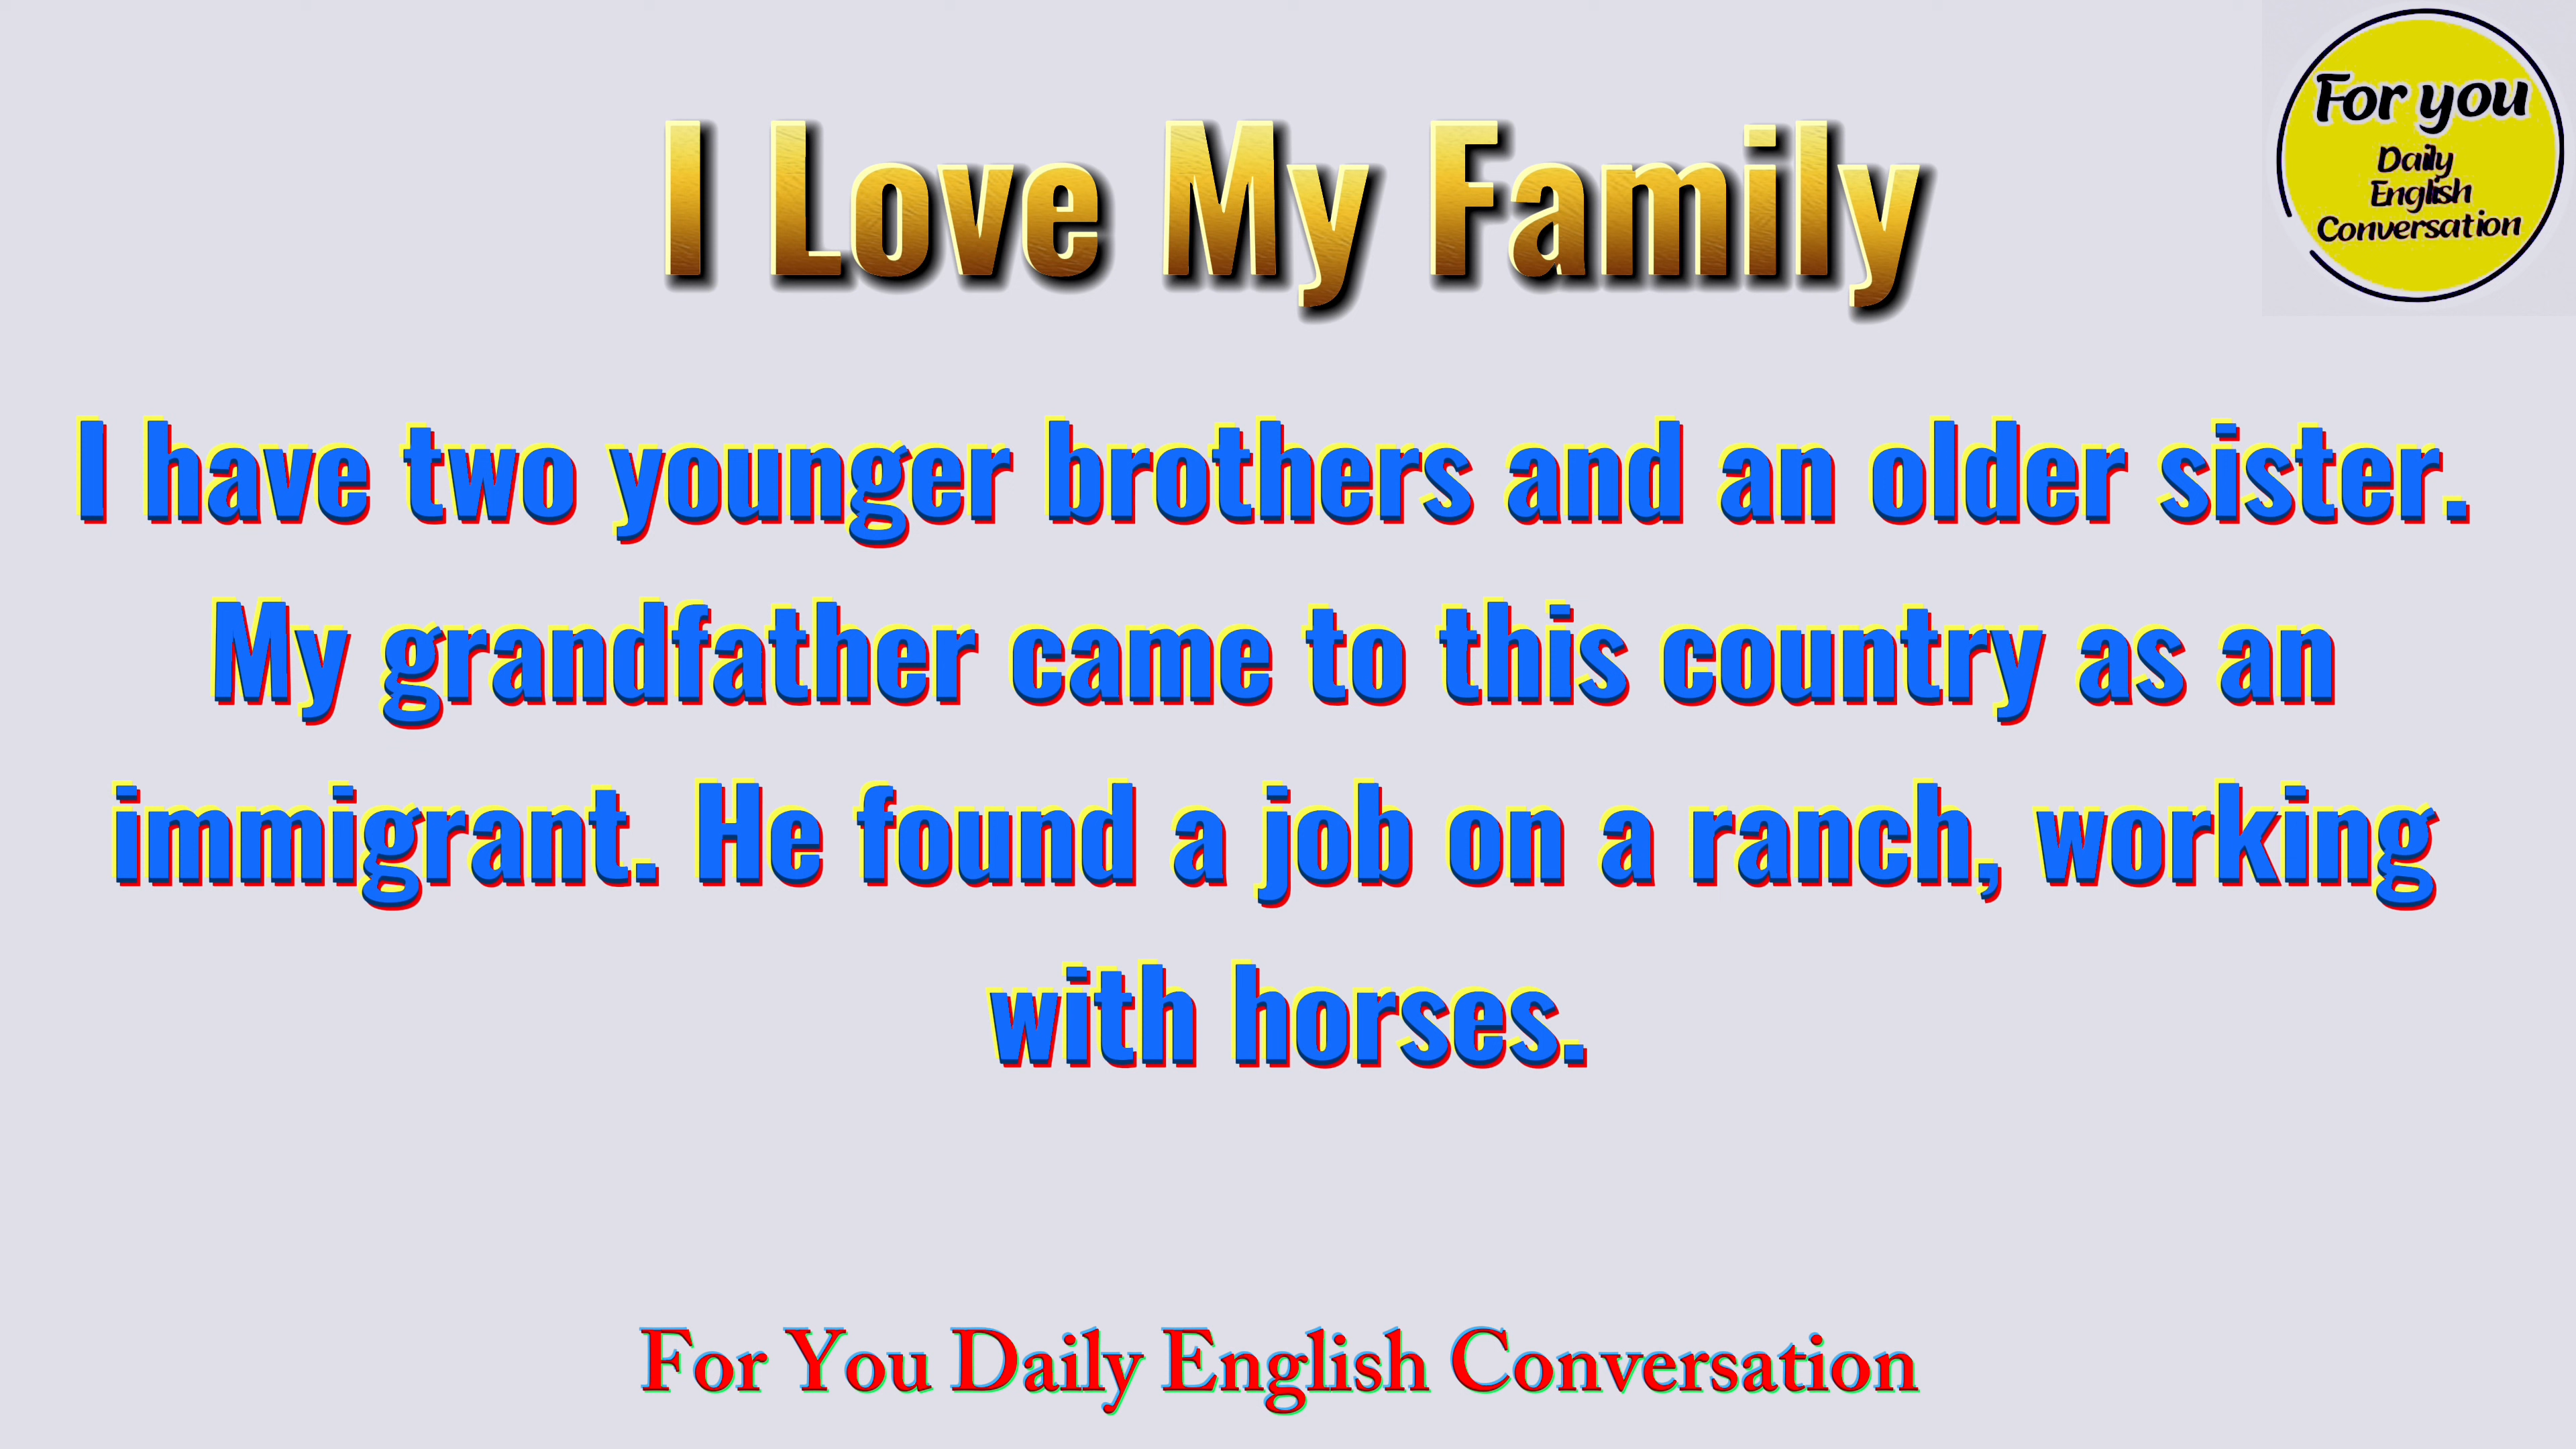 I Love My Family
For you
Daily
English
Conversation
I have two younger brothers and an older sister.
My grandfather came to this country as an
immigrant. He found a job on a ranch, working
with horses.
For You Daily English Conversation